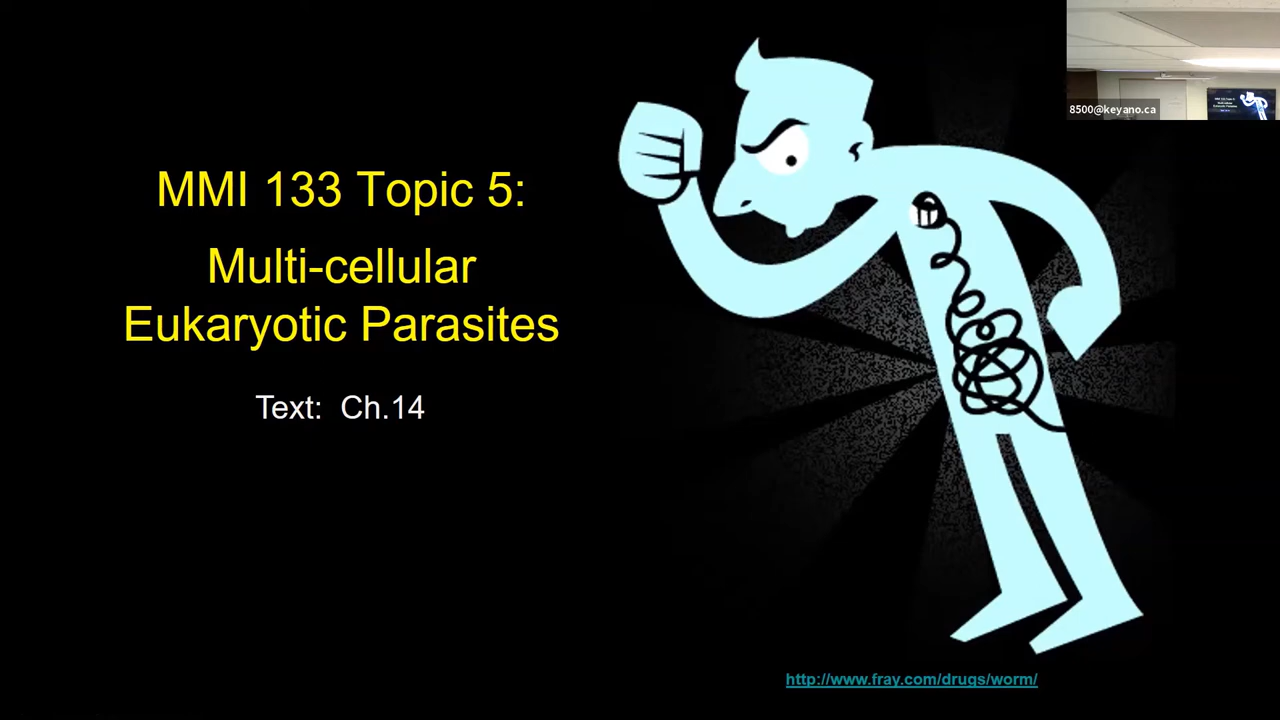 MMI 133 Topic 5:
Multi-cellular
Eukaryotic Parasites
Text: Ch.14
8500@keyano.ca
http://www.fray.com/drugs/worm/